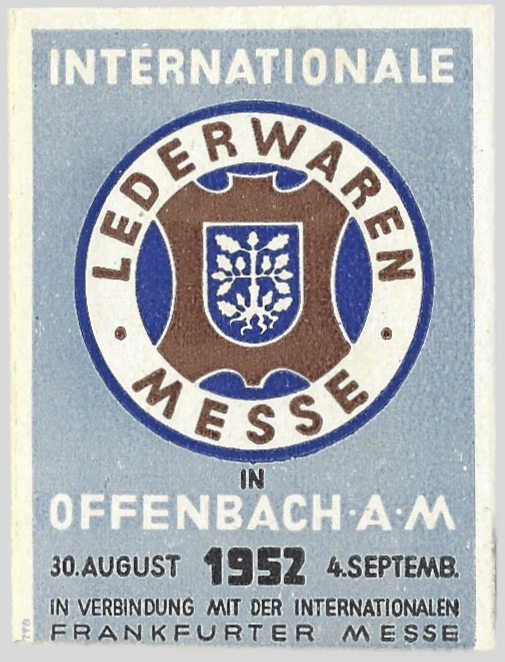 INTERNATIONALE
LEDERWAREN
MESSE
IN
OFFENBACH·A·M
30.AUGUST 1952 4.SEPTEMB.
IN VERBINDUNG MIT DER INTERNATIONALEN
FRANKFURTER MESSE